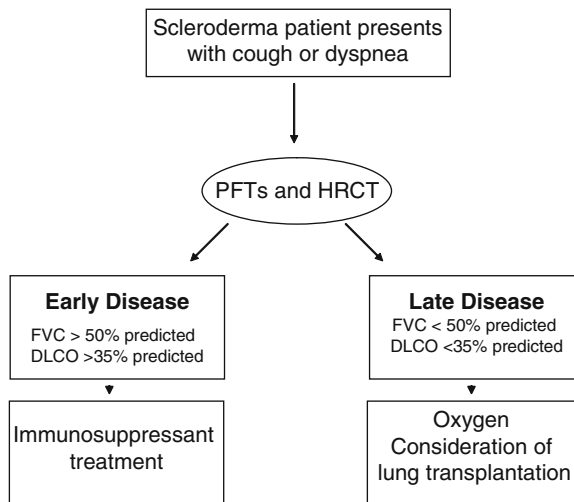 Scleroderma patient presents
with cough or dyspnea
PFTs and HRCT
Early Disease
FVC > 50% predicted
DLCO >35% predicted
Late Disease
FVC < 50% predicted
DLCO <35% predicted
Immunosuppressant
treatment
Oxygen
Consideration of
lung transplantation